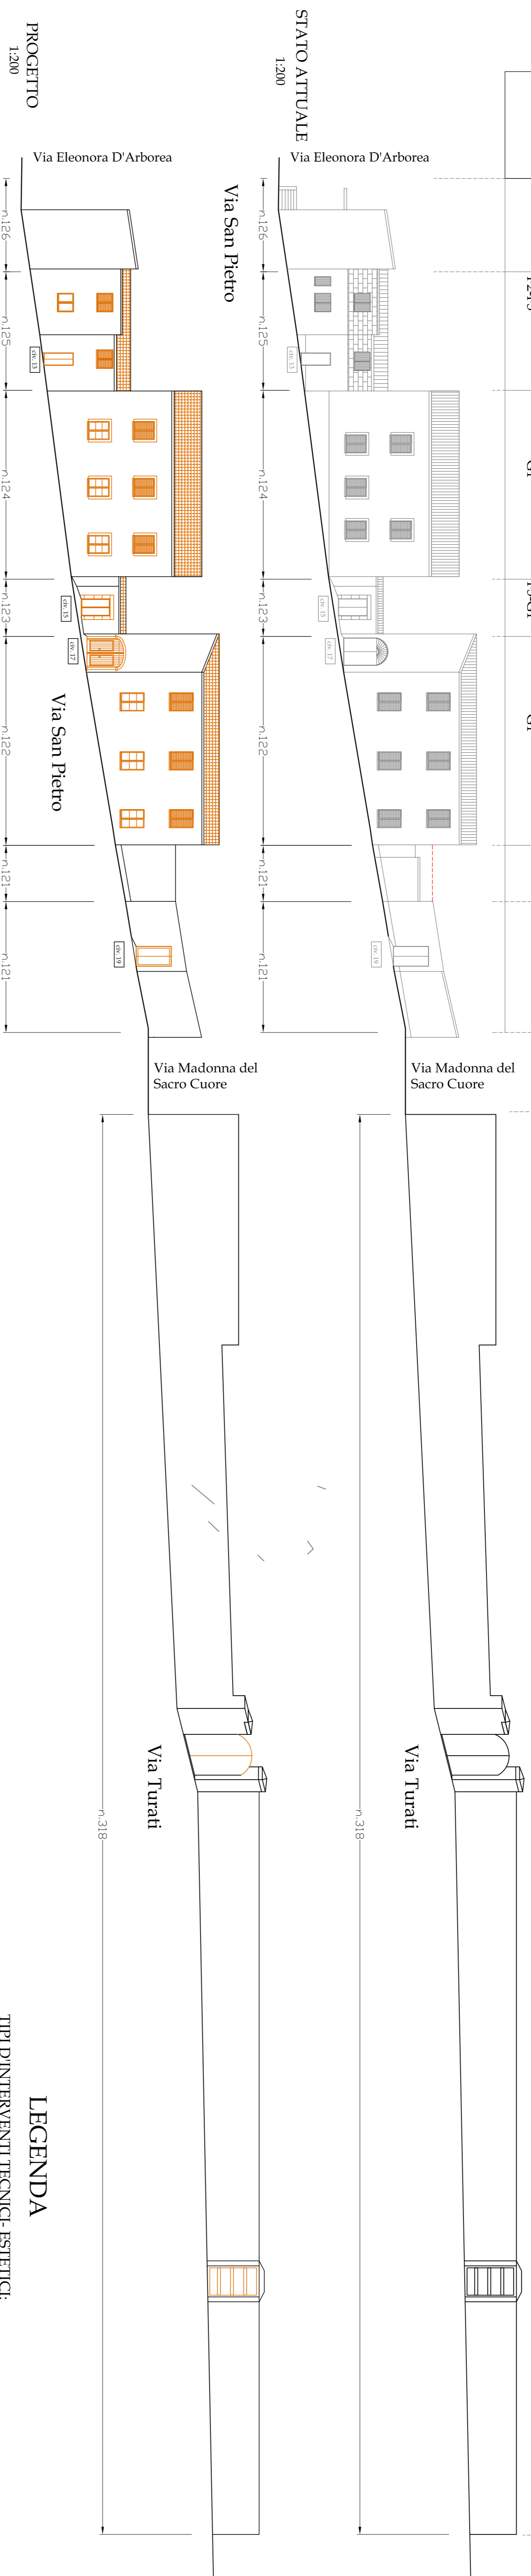 STATO ATTUALE
1:200
Via Eleonora D'Arborea
civ. 13
civ. 15
civ. 17
civ. 19
Via Madonna del
Sacro Cuore
Via Turati
n.126
n.125
n.124
n.123
n.122
n.121
n.121
n.318
Via San Pietro
PROGETTO
1:200
Via Eleonora D'Arborea
civ. 13
civ. 15
civ. 17
civ. 19
Via San Pietro
Via Madonna del
Sacro Cuore
Via Turati
n.126
n.125
n.124
n.123
n.122
n.121
n.121
n.318
LEGENDA
TIPI D'INTERVENTI TECNICI- ESTETICI: